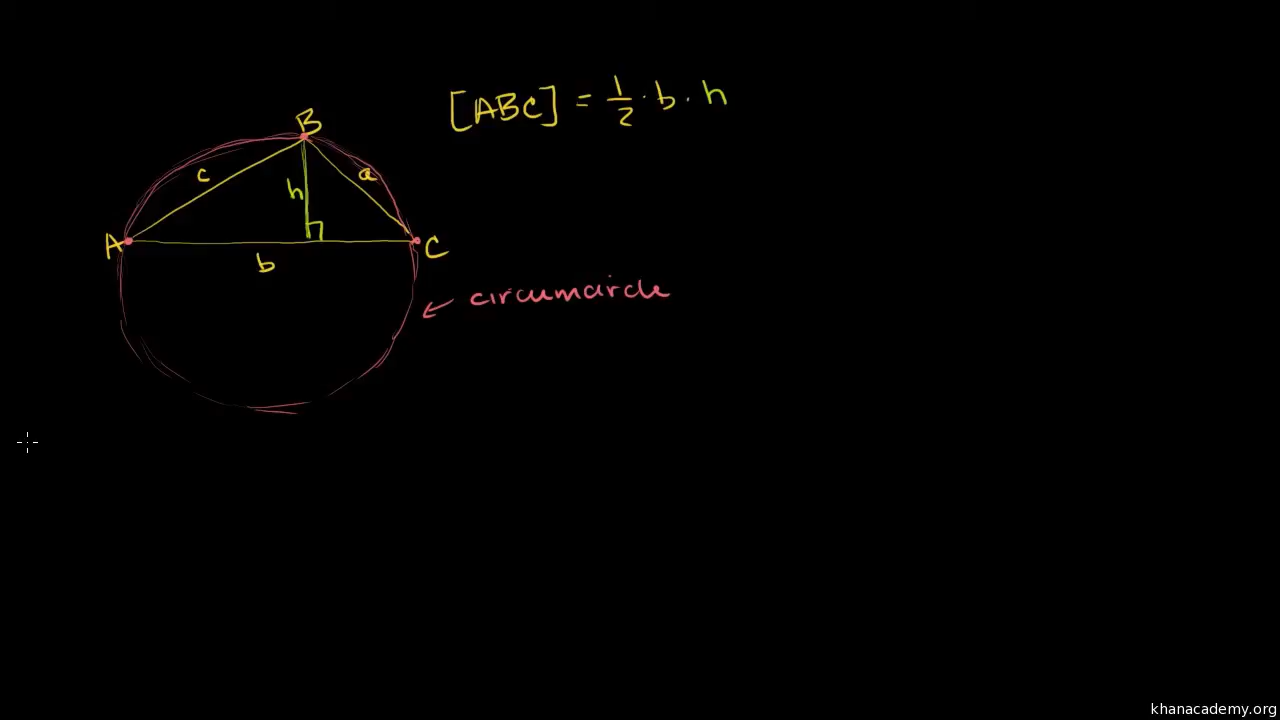 [ABC] = 1/2 · b · h
B
c
a
h
A
C
b
circumcircle
khanacademy.org